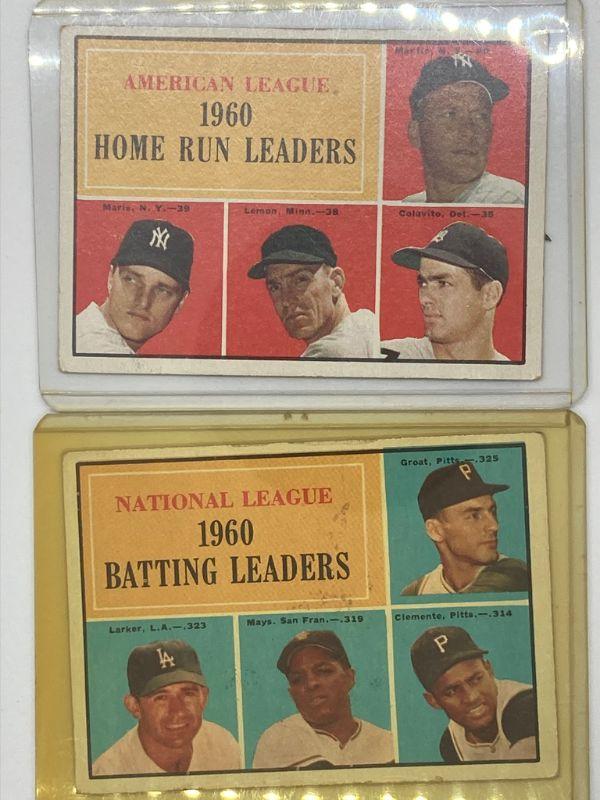 AMERICAN LEAGUE
1960
HOME RUN LEADERS
Mantle, N. Y.—40
Maris, N. Y.—39
Lemon, Minn.—38
Colavito, Det.—35
NATIONAL LEAGUE
1960
BATTING LEADERS
Groat, Pitts.—.325
Larker, L.A.—.323
Mays. San Fran.—.319
Clemente, Pitts.—.314